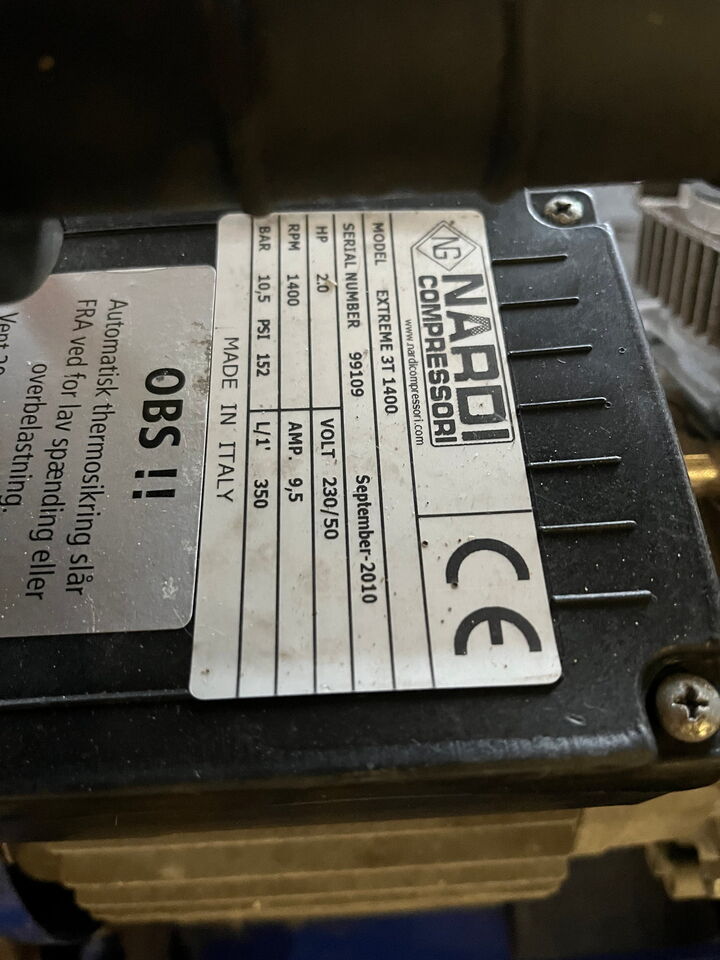 NG NARDI
COMPRESSORI
www.nardicompressori.com
CE
MODEL EXTREME 3T 1400
SERIAL NUMBER 99109 September-2010
HP 2.0 VOLT 230/50
RPM 1400 AMP. 9,5
BAR 10,5 PSI 152 L/1' 350
MADE IN ITALY
OBS !!
Automatisk thermosikring slår
FRA ved for lav spænding eller
overbelastning.
Vent